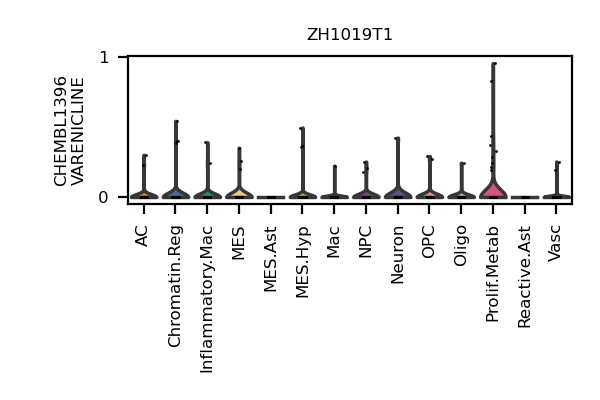 ZH1019T1
CHEMBL1396
VARENICLINE
1
0
AC
Chromatin.Reg
Inflammatory.Mac
MES
MES.Ast
MES.Hyp
Mac
NPC
Neuron
OPC
Oligo
Prolif.Metab
Reactive.Ast
Vasc